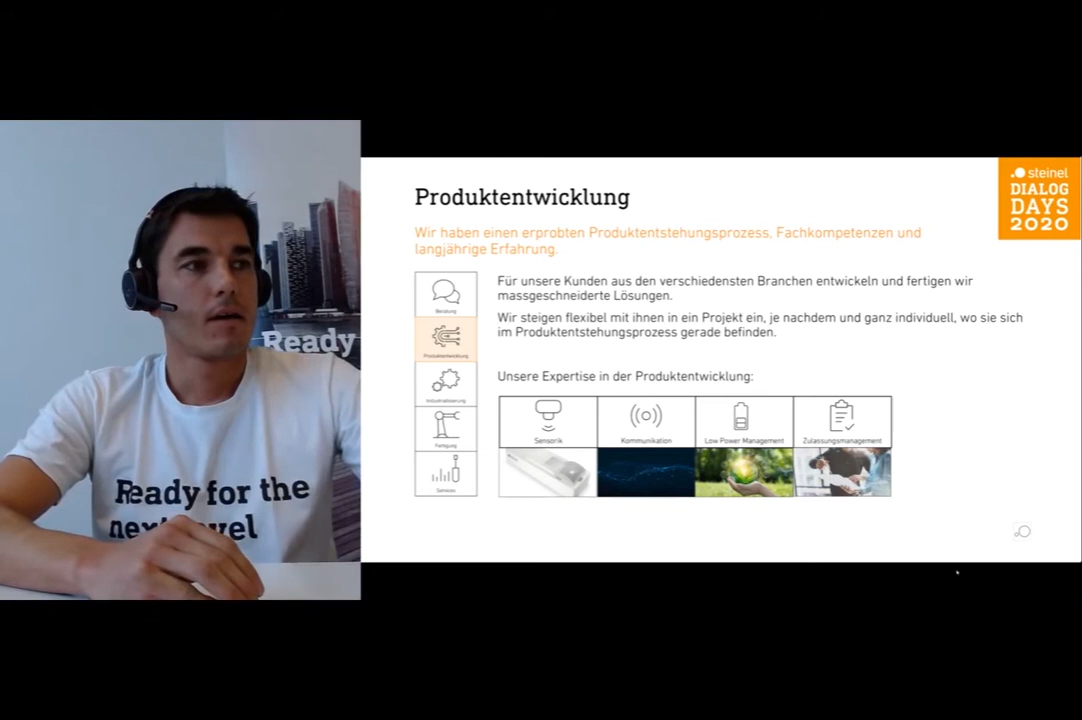 Produktentwicklung
Wir haben einen erprobten Produktentstehungsprozess, Fachkompetenzen und
langjährige Erfahrung.
steinel
DIALOG
DAYS
2020
Beratung
Produktentwicklung
Industrialisierung
Fertigung
Services
Für unsere Kunden aus den verschiedensten Branchen entwickeln und fertigen wir
massgeschneiderte Lösungen.
Wir steigen flexibel mit ihnen in ein Projekt ein, je nachdem und ganz individuell, wo sie sich
im Produktentstehungsprozess gerade befinden.
Unsere Expertise in der Produktentwicklung:
Sensorik
Kommunikation
Low Power Management
Zulassungsmanagement
Ready
Ready for the